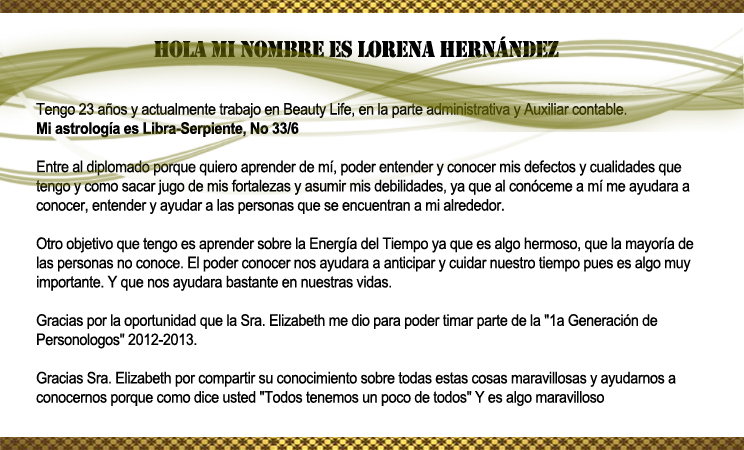 HOLA MI NOMBRE ES LORENA HERNÁNDEZ
Tengo 23 años y actualmente trabajo en Beauty Life, en la parte administrativa y Auxiliar contable.
Mi astrología es Libra-Serpiente, No 33/6
Entre al diplomado porque quiero aprender de mí, poder entender y conocer mis defectos y cualidades que
tengo y como sacar jugo de mis fortalezas y asumir mis debilidades, ya que al conóceme a mí me ayudara a
conocer, entender y ayudar a las personas que se encuentran a mi alrededor.
Otro objetivo que tengo es aprender sobre la Energía del Tiempo ya que es algo hermoso, que la mayoría de
las personas no conoce. El poder conocer nos ayudara a anticipar y cuidar nuestro tiempo pues es algo muy
importante. Y que nos ayudara bastante en nuestras vidas.
Gracias por la oportunidad que la Sra. Elizabeth me dio para poder timar parte de la "1a Generación de
Personologos" 2012-2013.
Gracias Sra. Elizabeth por compartir su conocimiento sobre todas estas cosas maravillosas y ayudarnos a
conocernos porque como dice usted "Todos tenemos un poco de todos" Y es algo maravilloso